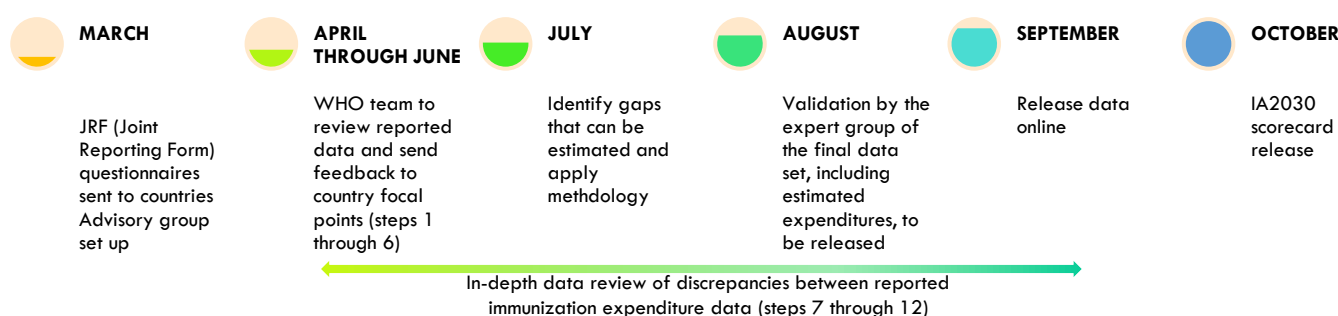 MARCH
JRF (Joint
Reporting Form)
questionnaires
sent to countries
Advisory group
set up
APRIL
THROUGH JUNE
WHO team to
review reported
data and send
feedback to
country focal
points (steps 1
through 6)
JULY
Identify gaps
that can be
estimated and
apply
methdology
AUGUST
Validation by the
expert group of
the final data
set, including
estimated
expenditures, to
be released
SEPTEMBER
Release data
online
OCTOBER
IA2030
scorecard
release
In-depth data review of discrepancies between reported
immunization expenditure data (steps 7 through 12)